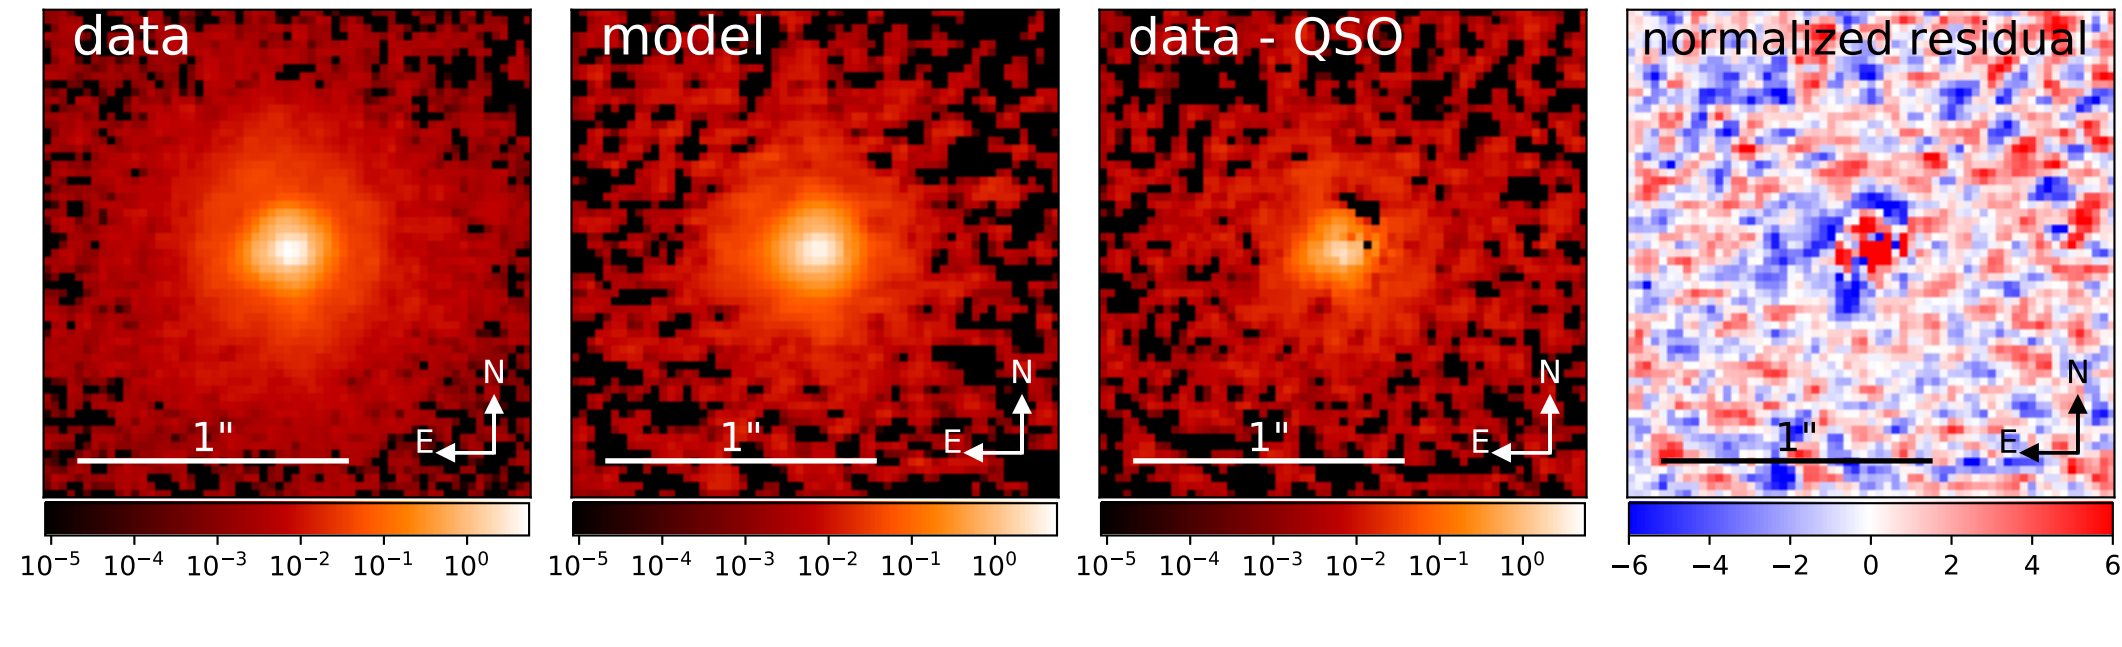 data
model
data - QSO
normalized residual
N
N
N
N
E
E
E
E
1"
1"
1"
1"
10⁻⁵ 10⁻⁴ 10⁻³ 10⁻² 10⁻¹ 10⁰
10⁻⁵ 10⁻⁴ 10⁻³ 10⁻² 10⁻¹ 10⁰
10⁻⁵ 10⁻⁴ 10⁻³ 10⁻² 10⁻¹ 10⁰
−6 −4 −2 0 2 4 6